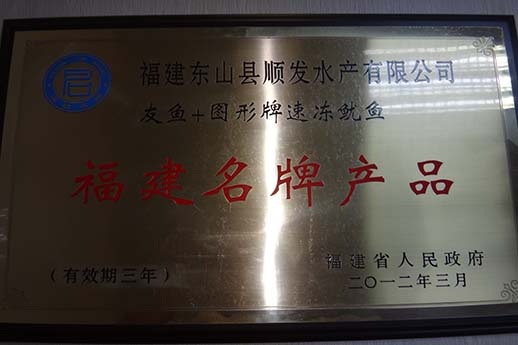 福建东山县顺发水产有限公司
友鱼+图形牌速冻鱿鱼
福建名牌产品
(有效期三年)
福建省人民政府
二〇一二年三月